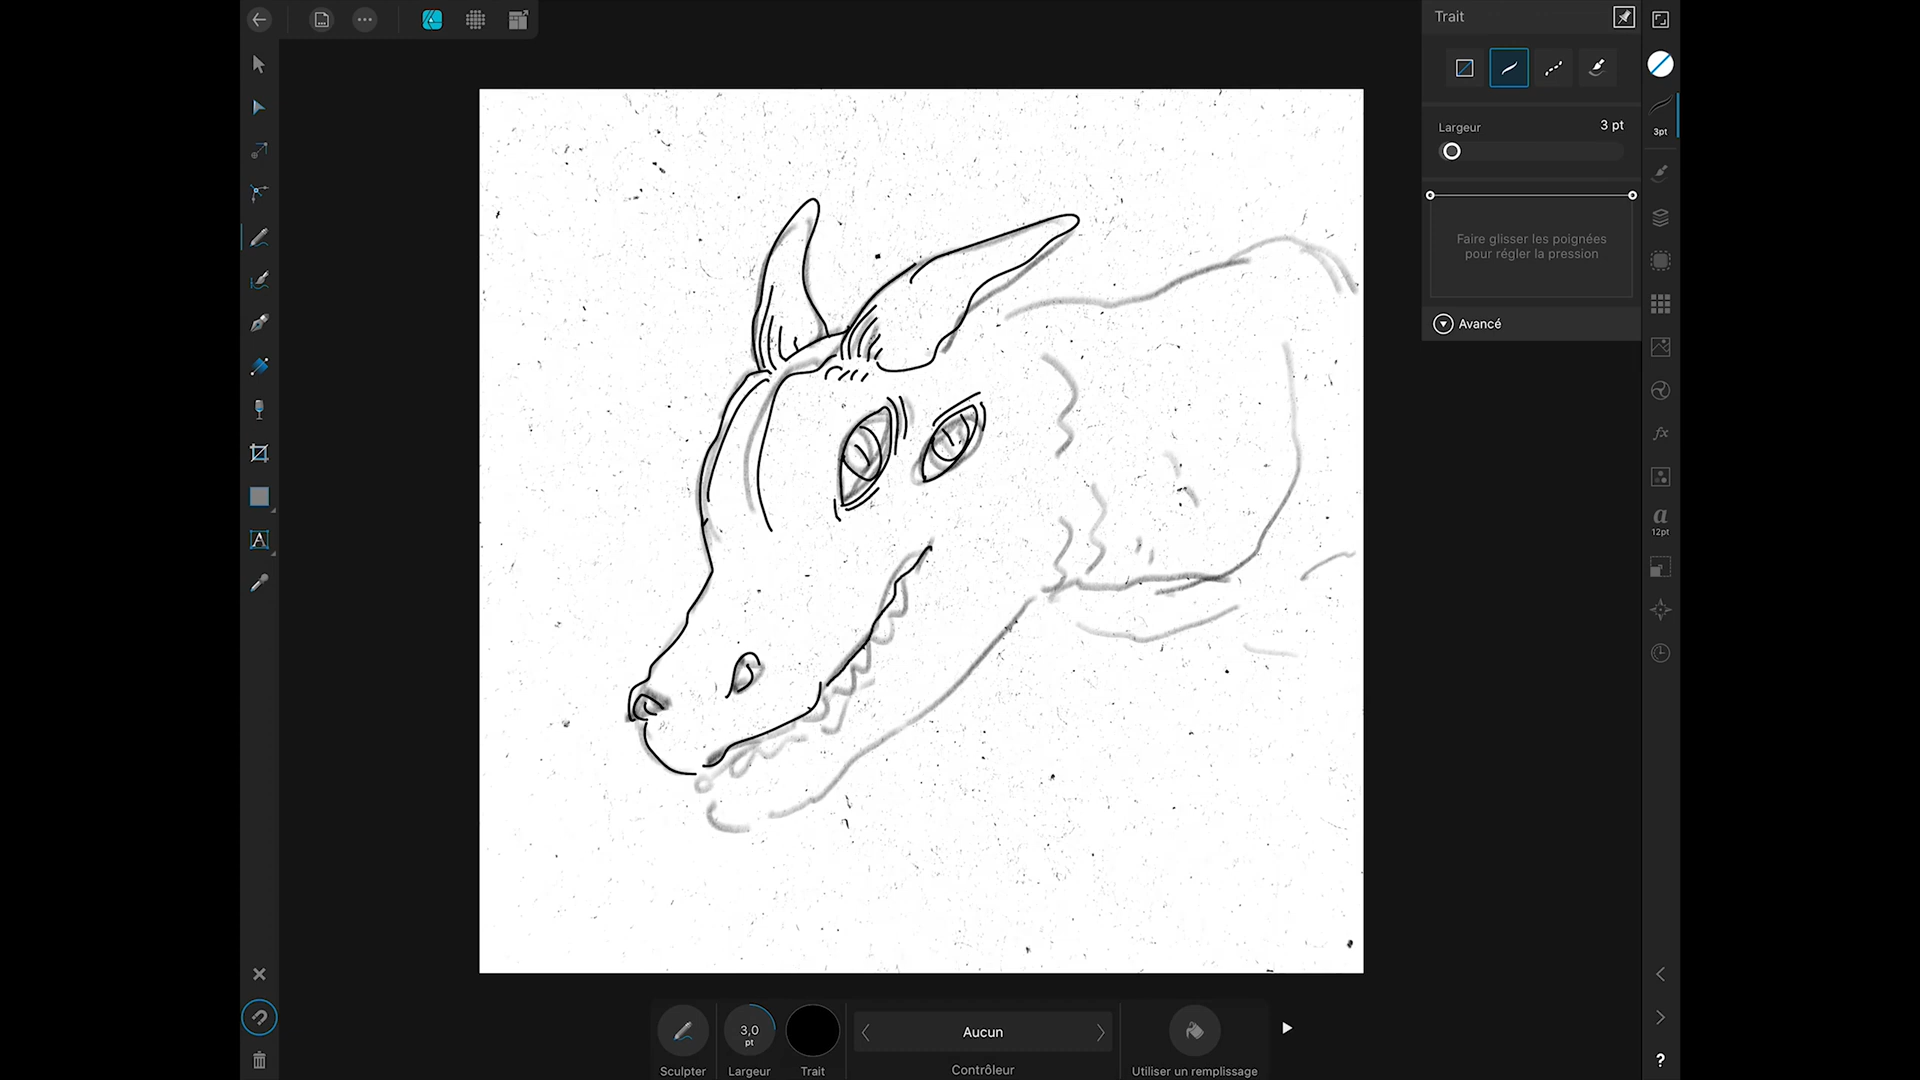 Trait
Largeur
3 pt
3pt
Faire glisser les poignées
pour régler la pression
Avancé
fx
a
12pt
A
?
3,0
pt
Aucun
Sculpter
Largeur
Trait
Contrôleur
Utiliser un remplissage